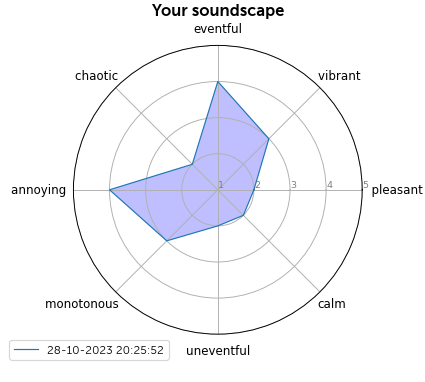 Your soundscape
eventful
chaotic
vibrant
annoying
1
2
3
4
5
pleasant
monotonous
calm
uneventful
28-10-2023 20:25:52